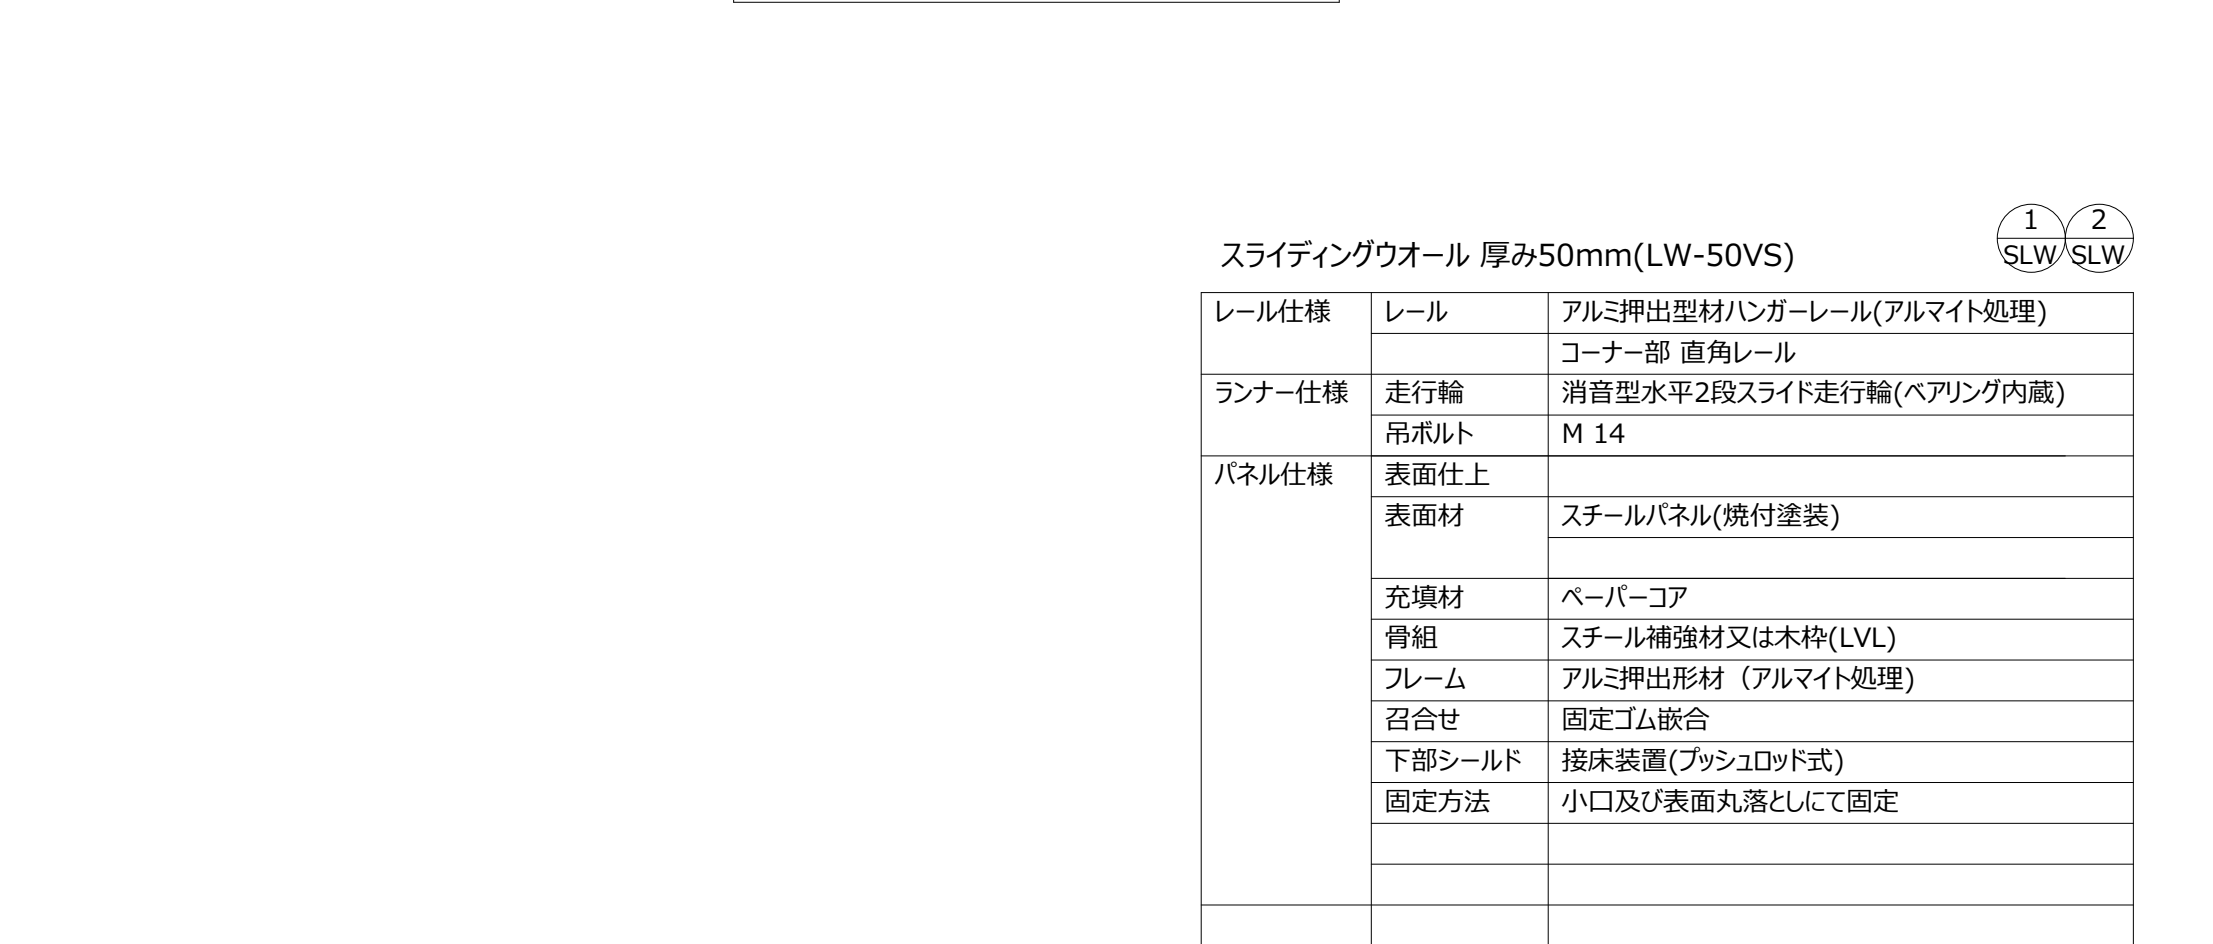 1 2
スライディングウオール 厚み50mm(LW-50VS) SLW SLW
レール仕様 レール アルミ押出型材ハンガーレール(アルマイト処理)
コーナー部 直角レール
ランナー仕様 走行輪 消音型水平2段スライド走行輪(ベアリング内蔵)
吊ボルト M 14
パネル仕様 表面仕上
表面材 スチールパネル(焼付塗装)
充填材 ペーパーコア
骨組 スチール補強材又は木枠(LVL)
フレーム アルミ押出形材（アルマイト処理)
召合せ 固定ゴム嵌合
下部シールド 接床装置(プッシュロッド式)
固定方法 小口及び表面丸落としにて固定